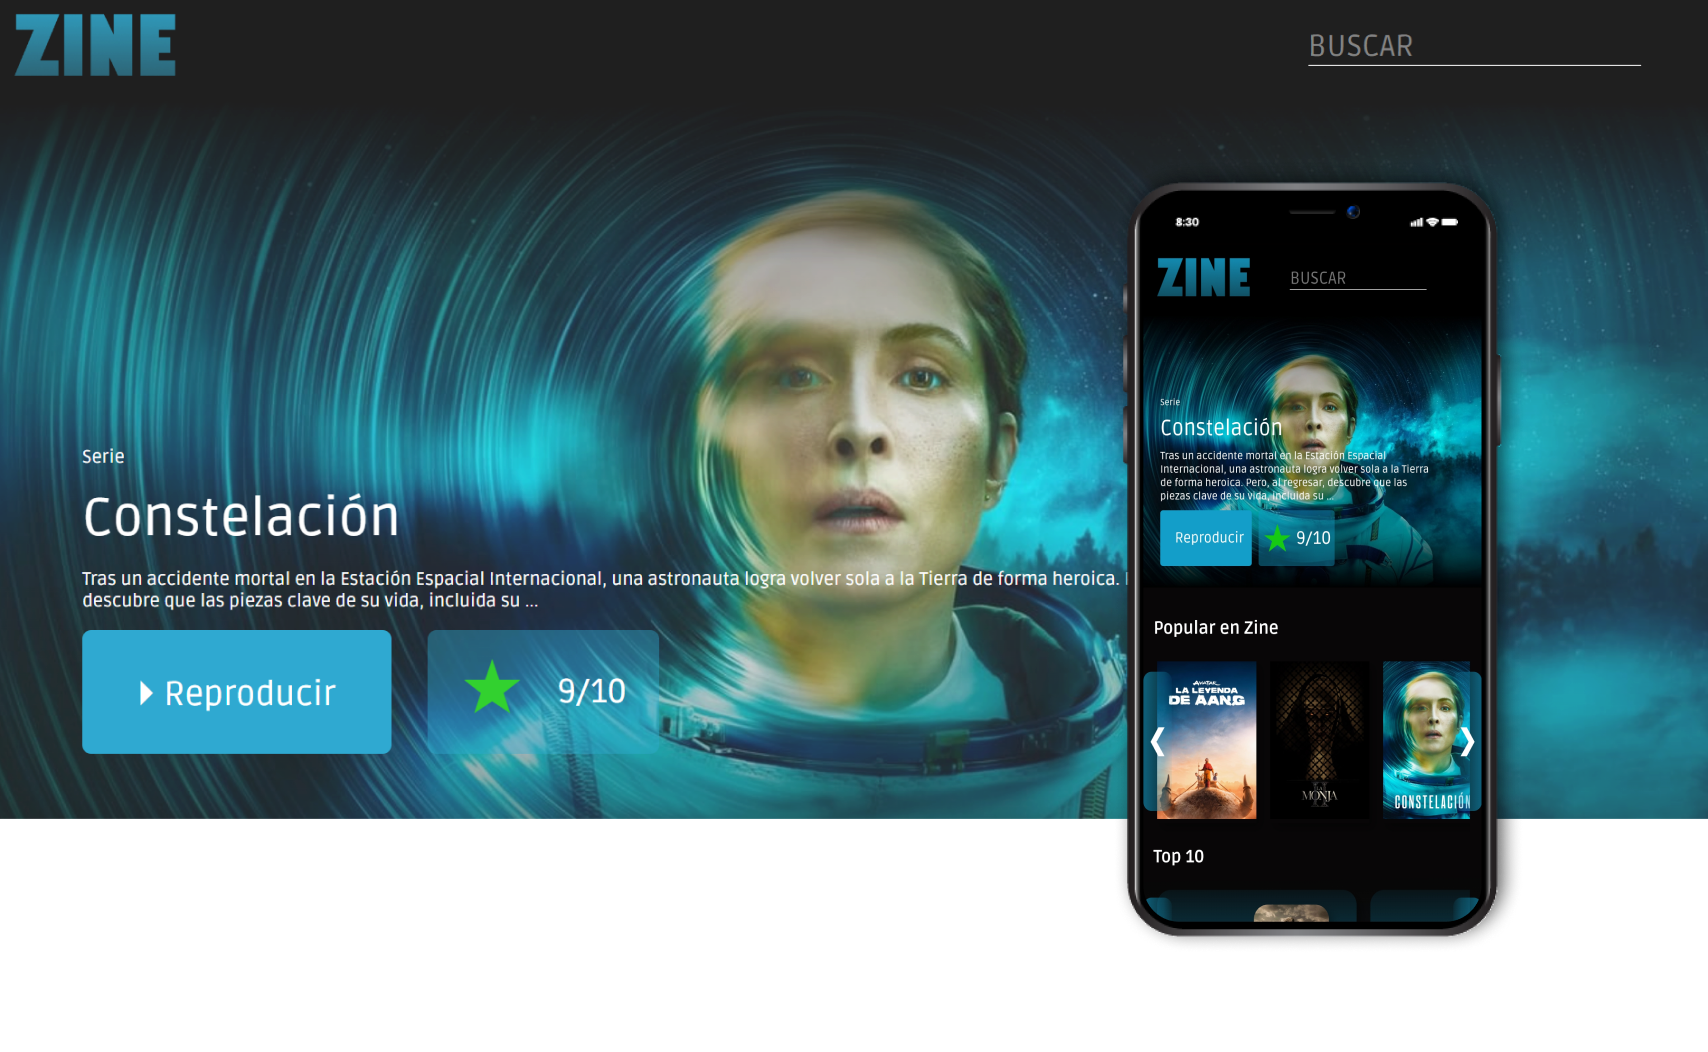 ZINE
BUSCAR
Serie
Constelación
Tras un accidente mortal en la Estación Espacial Internacional, una astronauta logra volver sola a la Tierra de forma heroica.
descubre que las piezas clave de su vida, incluida su ...
Reproducir
9/10
8:30
ZINE
BUSCAR
Serie
Constelación
Tras un accidente mortal en la Estación Espacial
Internacional, una astronauta logra volver sola a la Tierra
de forma heroica. Pero, al regresar, descubre que las
piezas clave de su vida, incluida su ...
Reproducir
9/10
Popular en Zine
AVATAR
LA LEYENDA
DE AANG
LA
MONJA
II
CONSTELACIÓN
Top 10